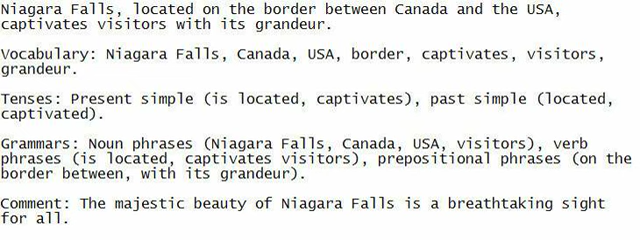 Niagara Falls, located on the border between Canada and the USA,
captivates visitors with its grandeur.
Vocabulary: Niagara Falls, Canada, USA, border, captivates, visitors,
grandeur.
Tenses: Present simple (is located, captivates), past simple (located,
captivated).
Grammars: Noun phrases (Niagara Falls, Canada, USA, visitors), verb
phrases (is located, captivates visitors), prepositional phrases (on the
border between, with its grandeur).
Comment: The majestic beauty of Niagara Falls is a breathtaking sight
for all.